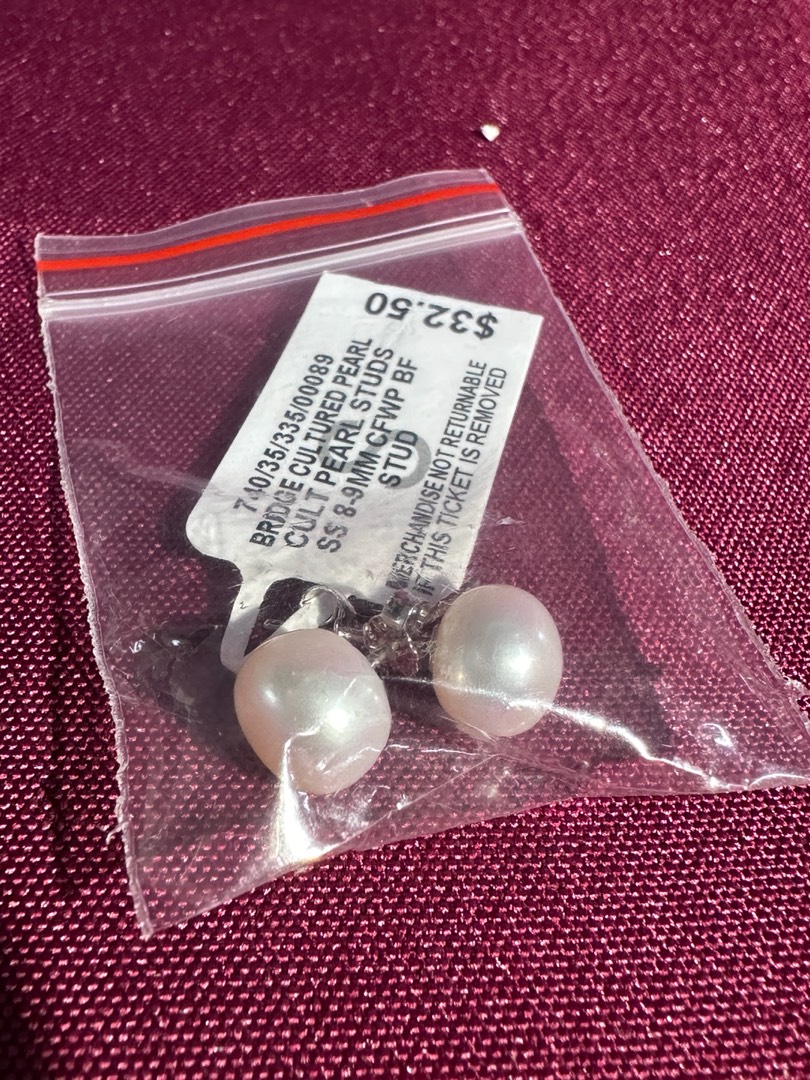 $32.50
7 40/35/335/00089
BRIDGE CULTURED PEARL
CULT PEARL STUDS
SS 8-9MM CFWP BF
STUD
MERCHANDISE NOT RETURNABLE
IF THIS TICKET IS REMOVED